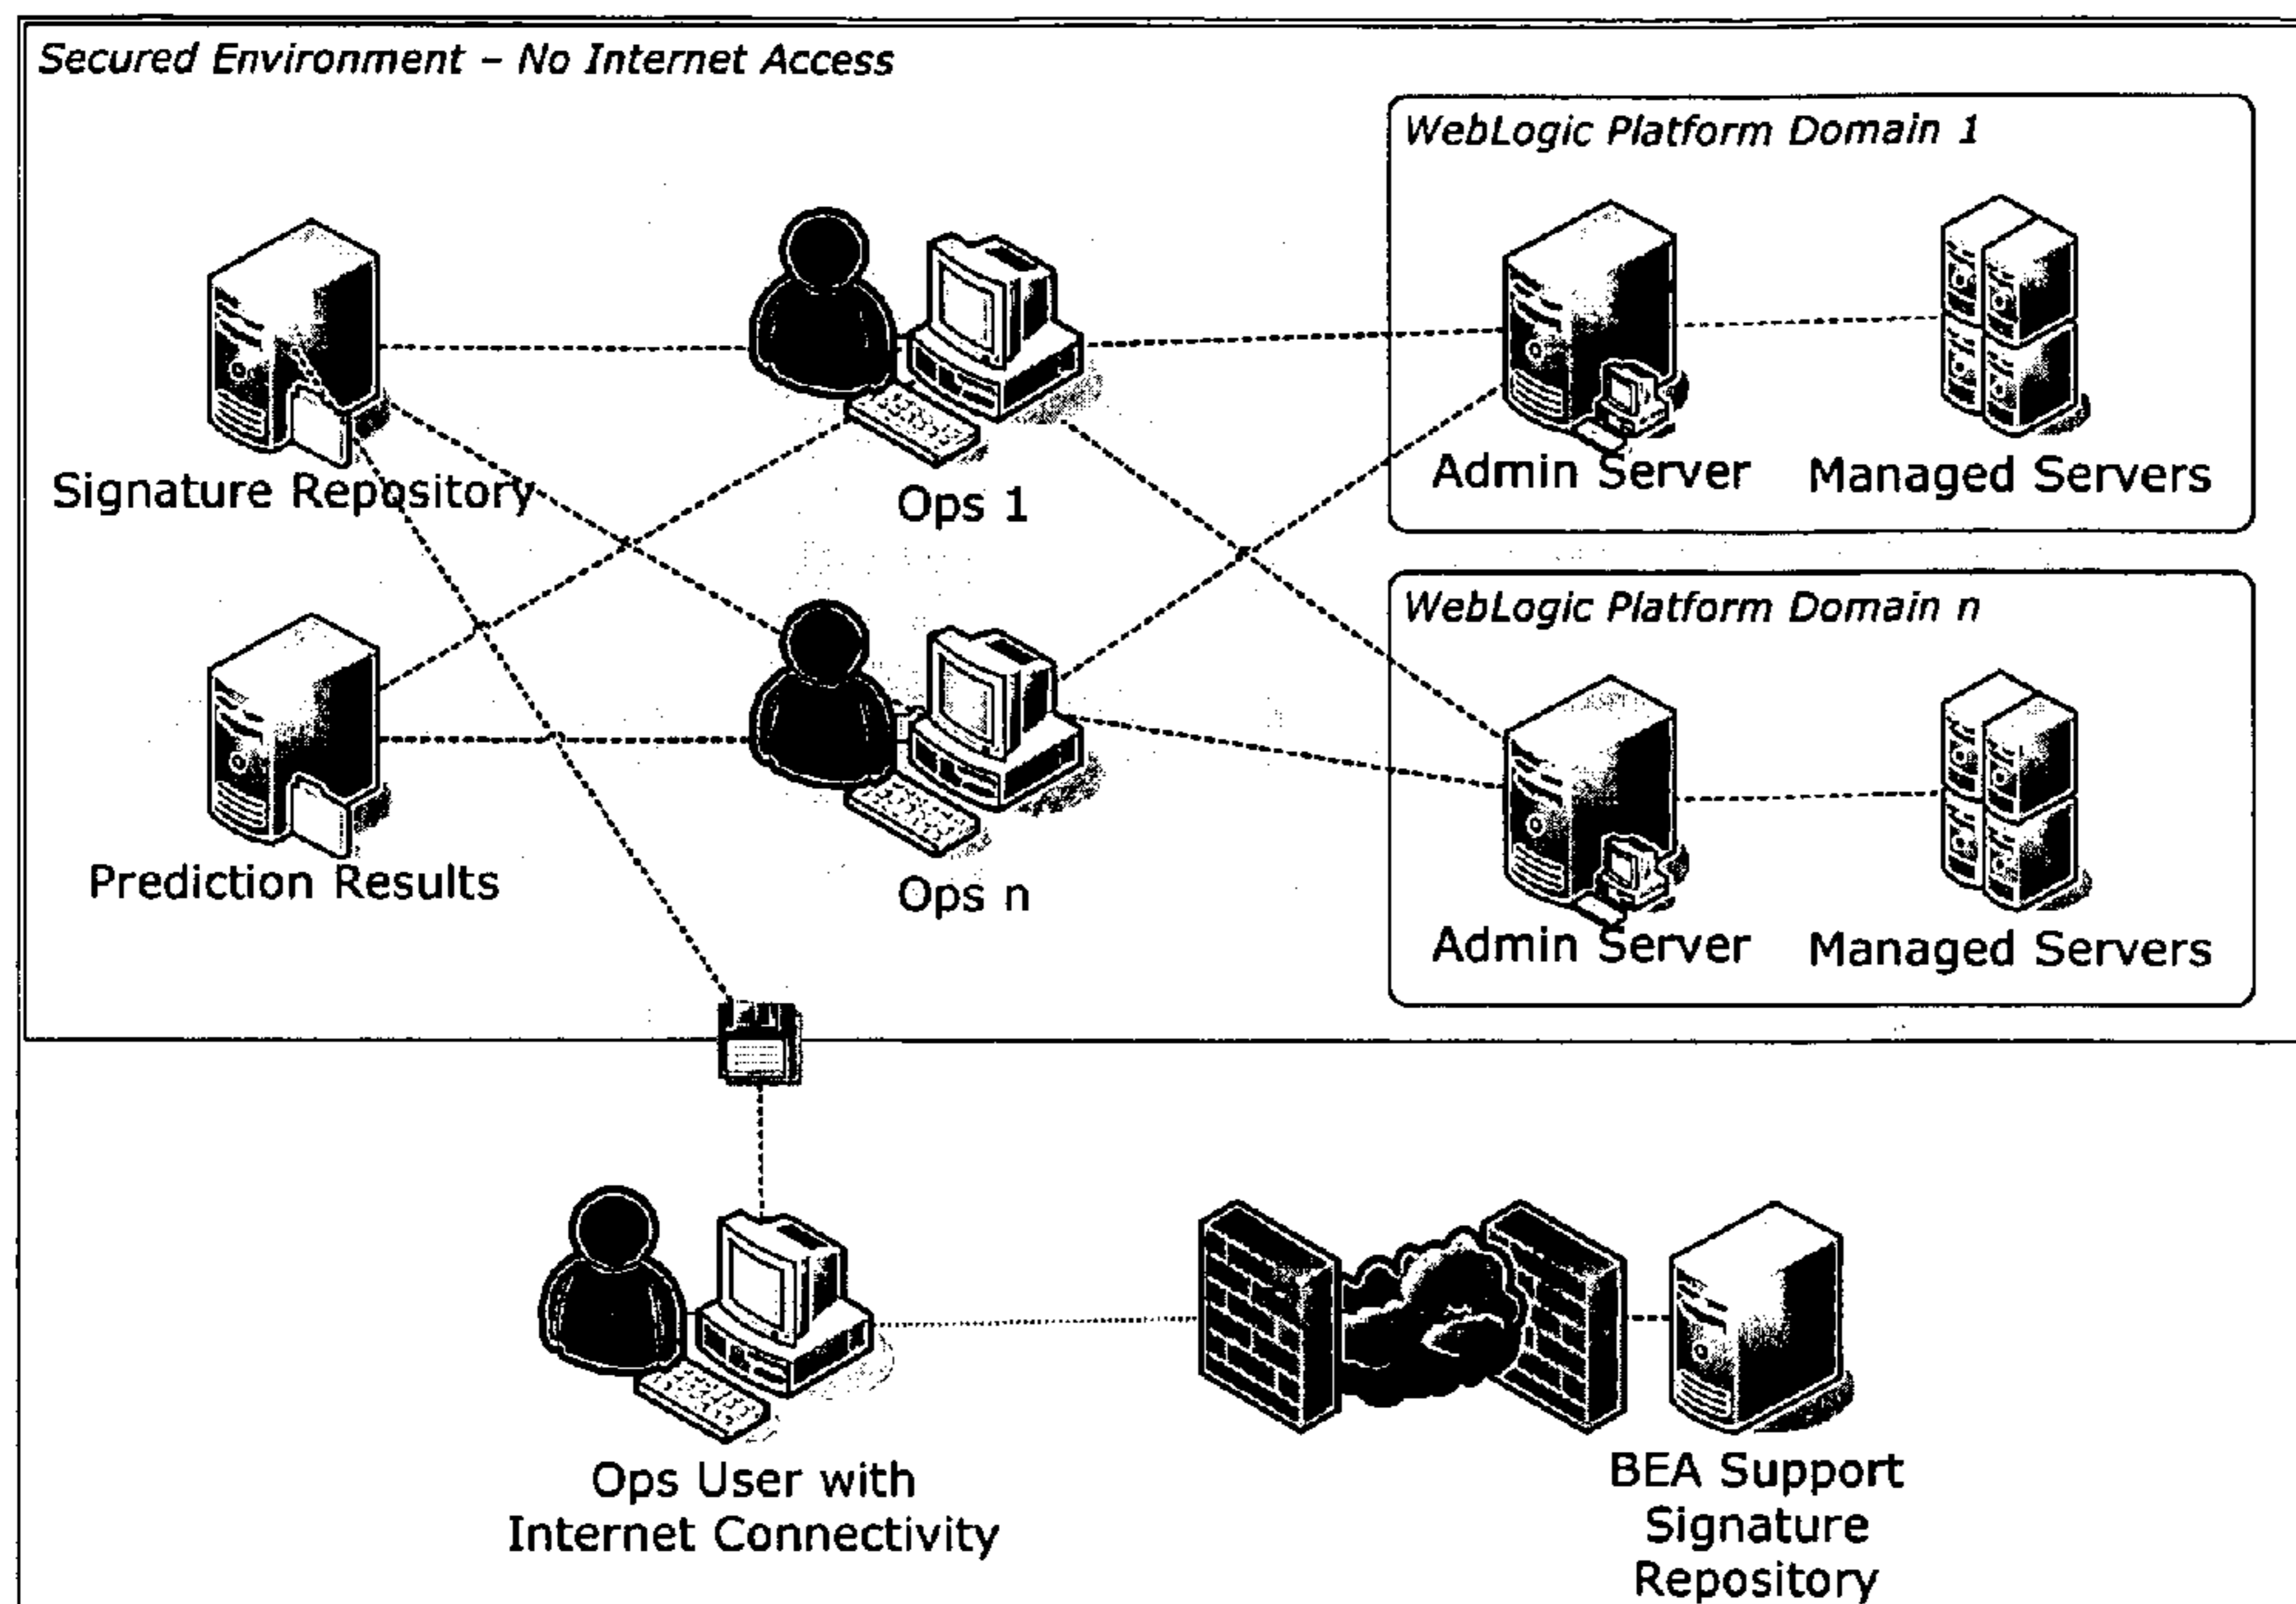 Secured Environment – No Internet Access
WebLogic Platform Domain 1
Signature Repository
Ops 1
Admin Server
Managed Servers
WebLogic Platform Domain n
Prediction Results
Ops n
Admin Server
Managed Servers
Ops User with
Internet Connectivity
BEA Support
Signature
Repository